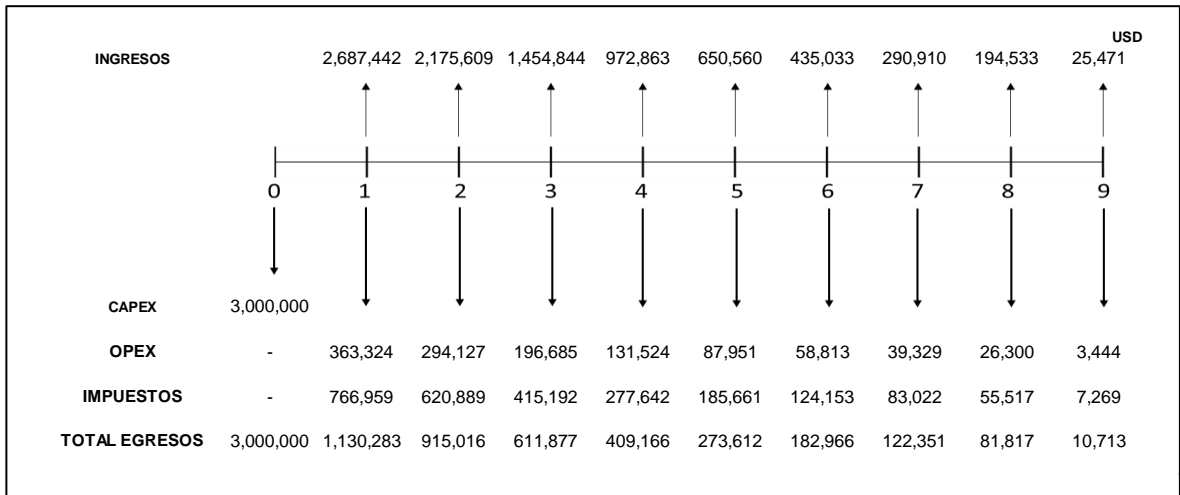 USD
INGRESOS 2,687,442 2,175,609 1,454,844 972,863 650,560 435,033 290,910 194,533 25,471
0 1 2 3 4 5 6 7 8 9
CAPEX 3,000,000
OPEX - 363,324 294,127 196,685 131,524 87,951 58,813 39,329 26,300 3,444
IMPUESTOS - 766,959 620,889 415,192 277,642 185,661 124,153 83,022 55,517 7,269
TOTAL EGRESOS 3,000,000 1,130,283 915,016 611,877 409,166 273,612 182,966 122,351 81,817 10,713